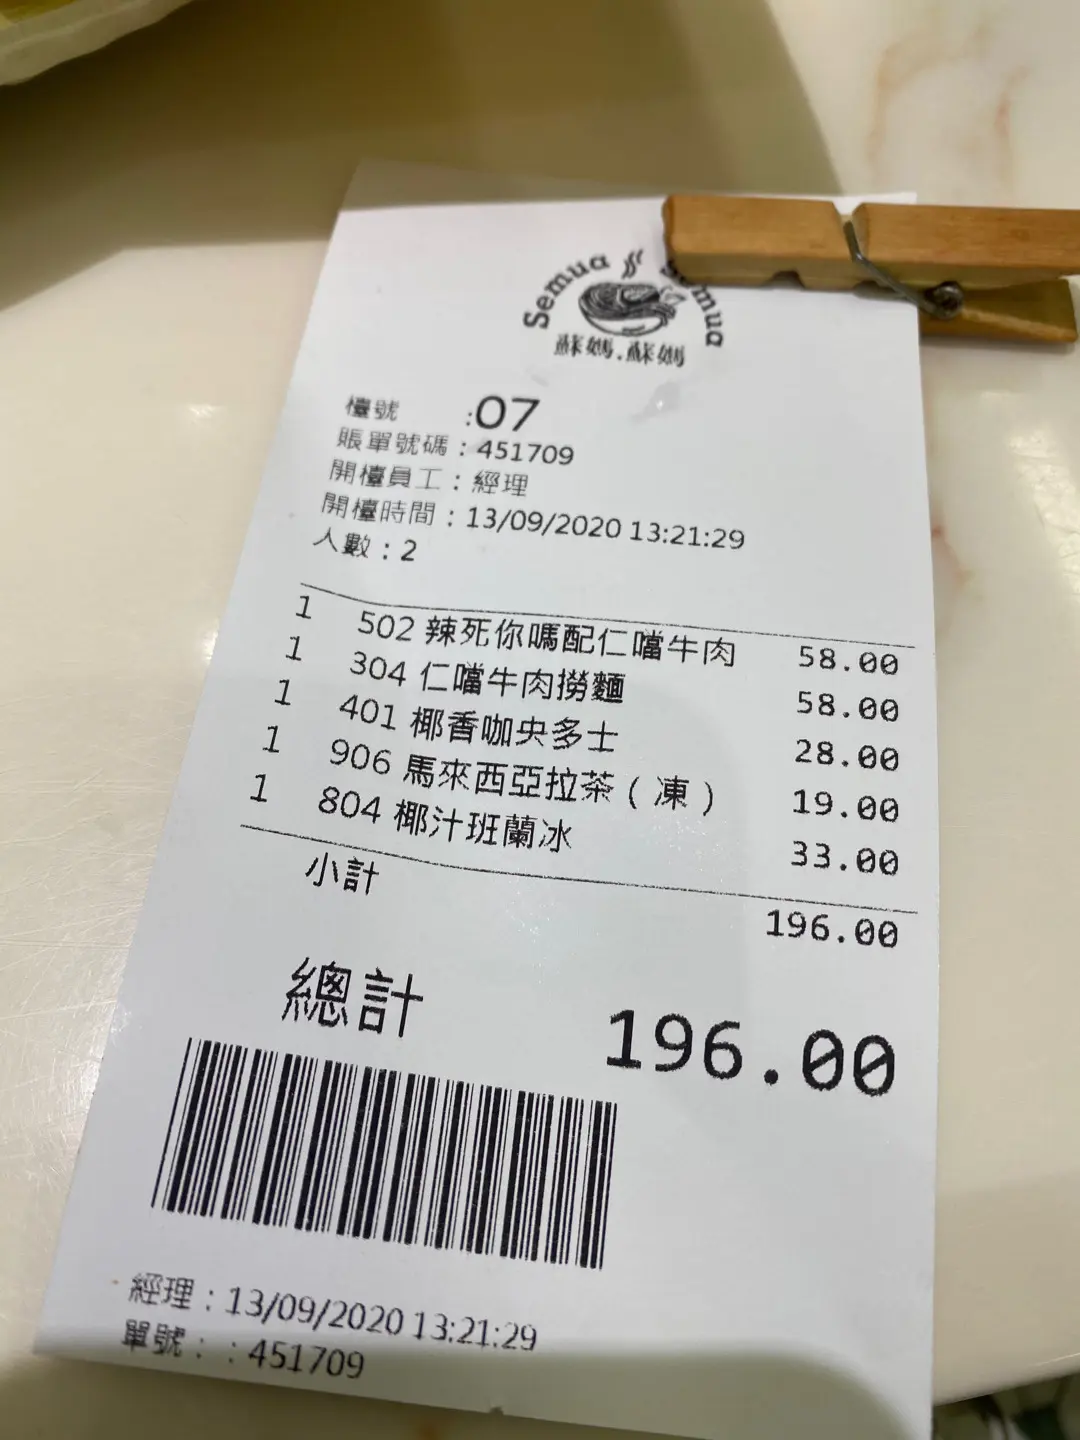 Semua Semua
蘇媽.蘇媽
檯號 :07
賬單號碼：451709
開檯員工：經理
開檯時間：13/09/2020 13:21:29
人數：2
1 502 辣死你嗎配仁噹牛肉 58.00
1 304 仁噹牛肉撈麵 58.00
1 401 椰香咖央多士 28.00
1 906 馬來西亞拉茶（凍） 19.00
1 804 椰汁班蘭冰 33.00
小計 196.00
總計 196.00
經理：13/09/2020 13:21:29
單號：：451709